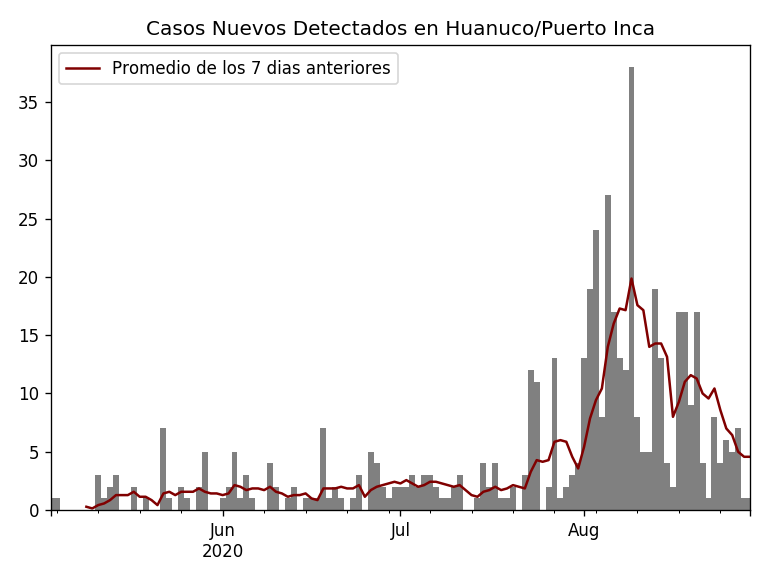 Casos Nuevos Detectados en Huanuco/Puerto Inca
Promedio de los 7 dias anteriores
35
30
25
20
15
10
5
0
Jun
2020
Jul
Aug